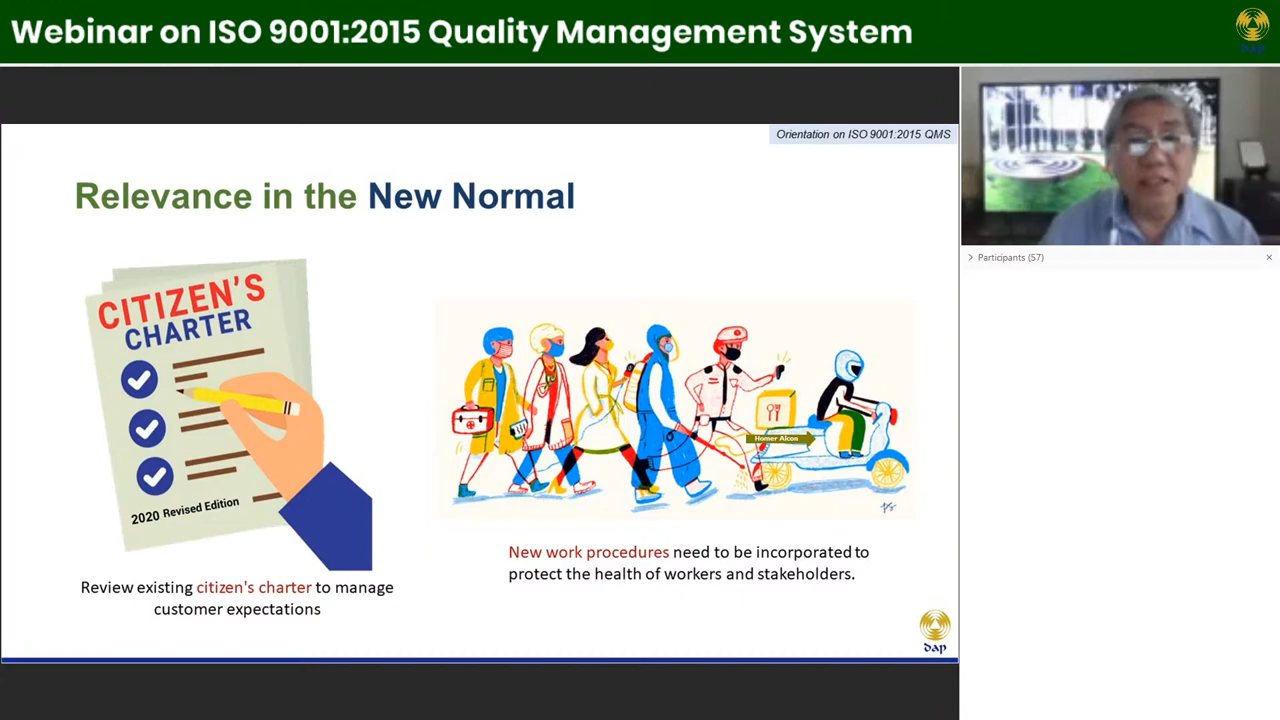 Webinar on ISO 9001:2015 Quality Management System
dap
Orientation on ISO 9001:2015 QMS
Relevance in the New Normal
CITIZEN'S
CHARTER
2020 Revised Edition
Homer Alcon
Review existing citizen's charter to manage
customer expectations
New work procedures need to be incorporated to
protect the health of workers and stakeholders.
dap
Participants (57)